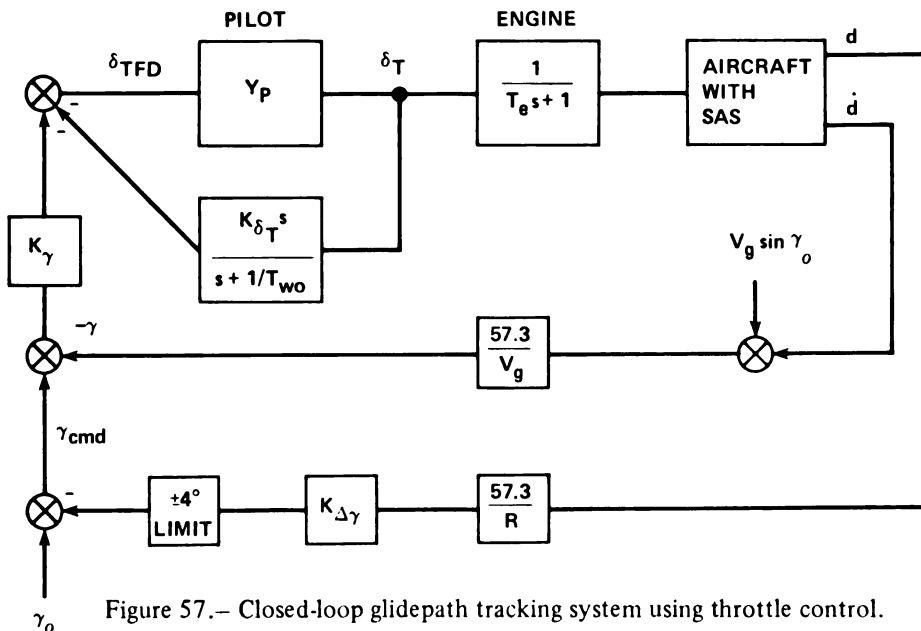 PILOT
ENGINE
δTFD
YP
δT
1
Tes + 1
AIRCRAFT
WITH
SAS
d
ḋ
-
-
KδT s
s + 1/Two
Kγ
Vg sin γo
-γ
57.3
Vg
γcmd
-
±4°
LIMIT
KΔγ
57.3
R
γo
Figure 57.– Closed-loop glidepath tracking system using throttle control.